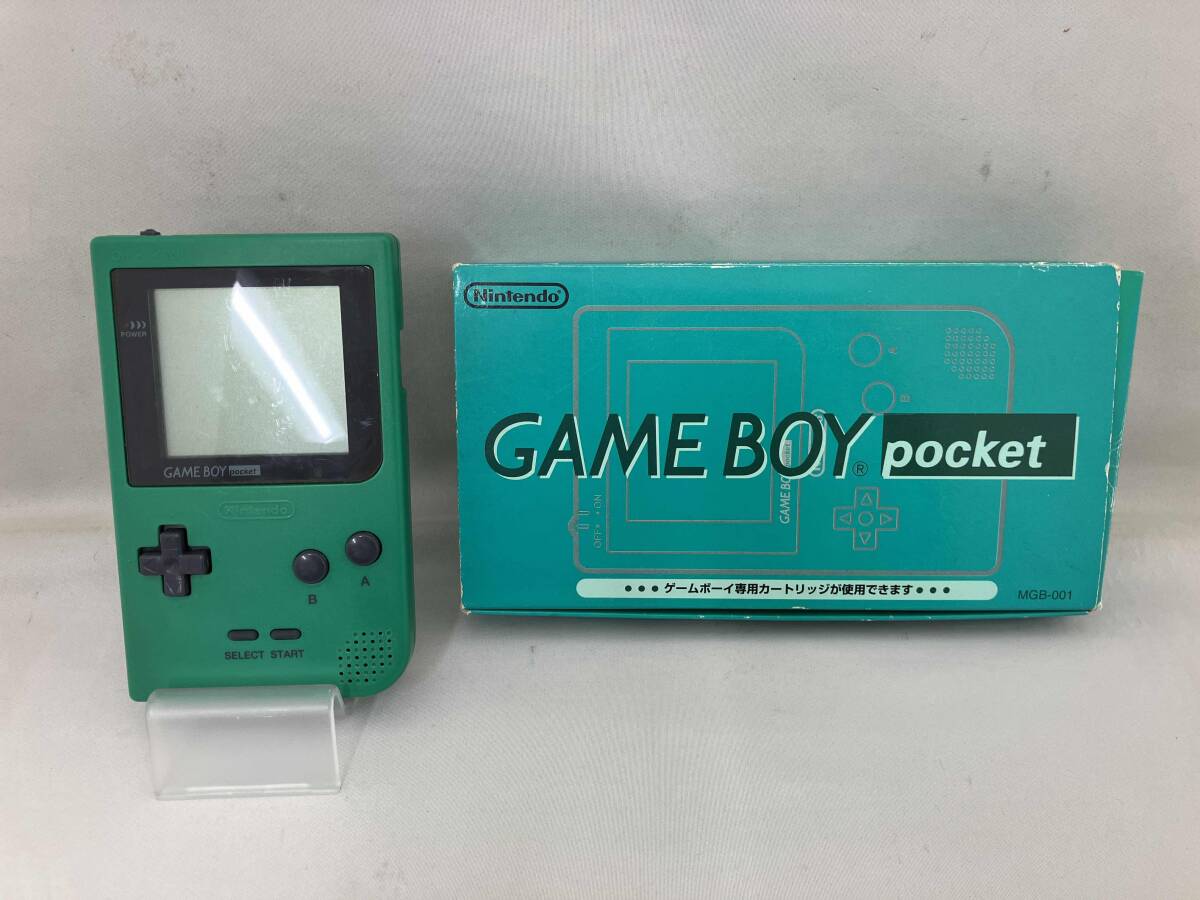 POWER
GAME BOY pocket
Nintendo
B
A
SELECT START
Nintendo®
A
B
GAME BOY® pocket
GAME BOY pocket
OFF• •ON
•••ゲームボーイ専用カートリッジが使用できます•••
MGB-001